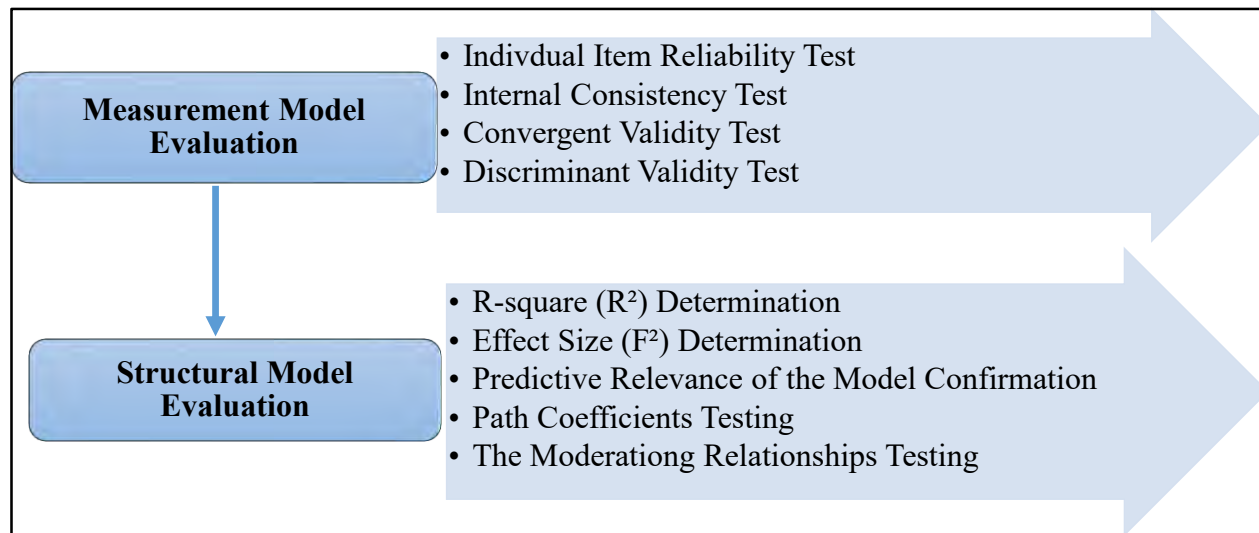 Measurement Model
Evaluation
• Indivdual Item Reliability Test
• Internal Consistency Test
• Convergent Validity Test
• Discriminant Validity Test
Structural Model
Evaluation
• R-square (R²) Determination
• Effect Size (F²) Determination
• Predictive Relevance of the Model Confirmation
• Path Coefficients Testing
• The Moderationg Relationships Testing